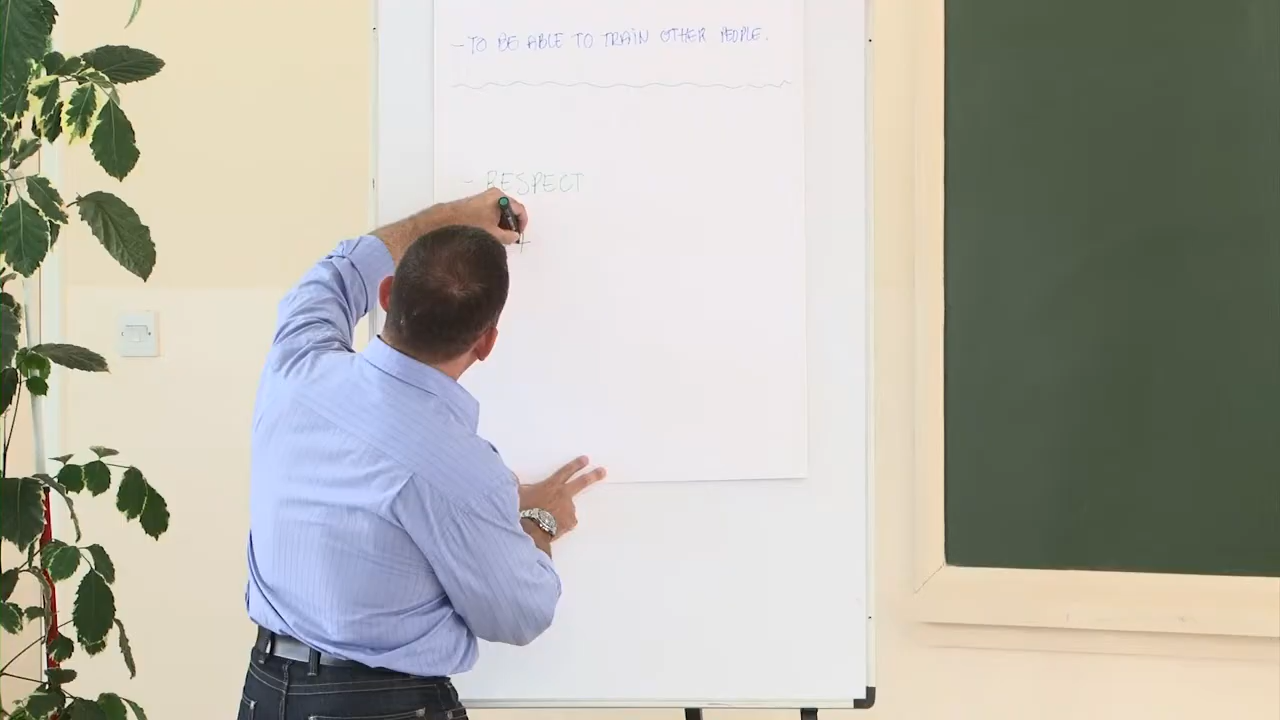 - TO BE ABLE TO TRAIN OTHER PEOPLE.
- RESPECT